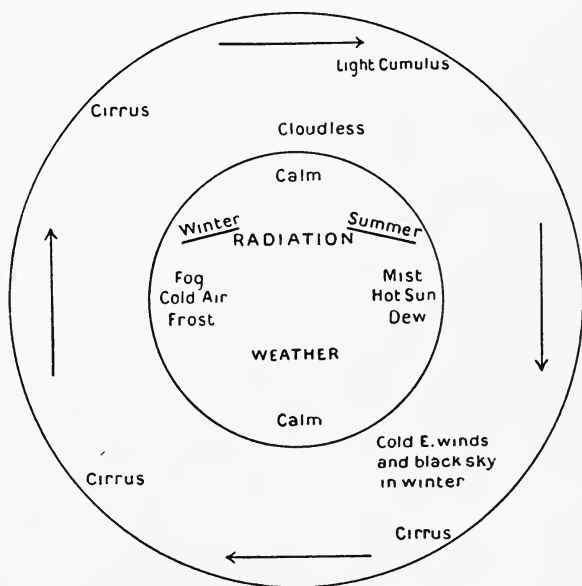 Light Cumulus
Cirrus
Cloudless
Calm
Winter
Summer
RADIATION
Fog
Cold Air
Frost
Mist
Hot Sun
Dew
WEATHER
Calm
Cold E. winds
and black sky
in winter
Cirrus
Cirrus